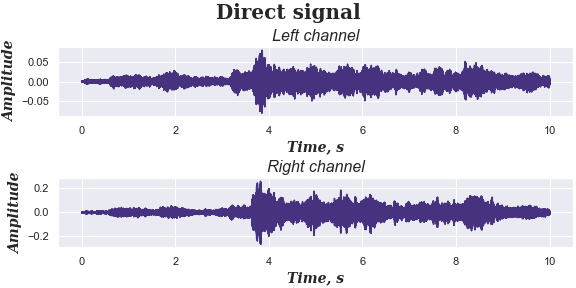 Direct signal
Left channel
Amplitude
0.05
0.00
−0.05
0 2 4 6 8 10
Time, s
Right channel
Amplitude
0.2
0.0
−0.2
0 2 4 6 8 10
Time, s